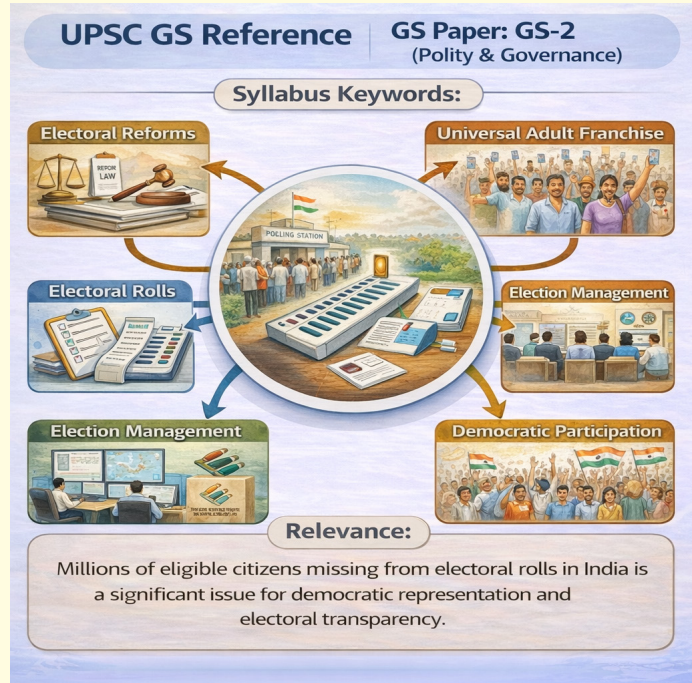 UPSC GS Reference
GS Paper: GS-2
(Polity & Governance)
Syllabus Keywords:
Electoral Reforms
Universal Adult Franchise
LAW
POLLING STATION
Electoral Rolls
Election Management
Election Management
Democratic Participation
Relevance:
Millions of eligible citizens missing from electoral rolls in India is
a significant issue for democratic representation and
electoral transparency.